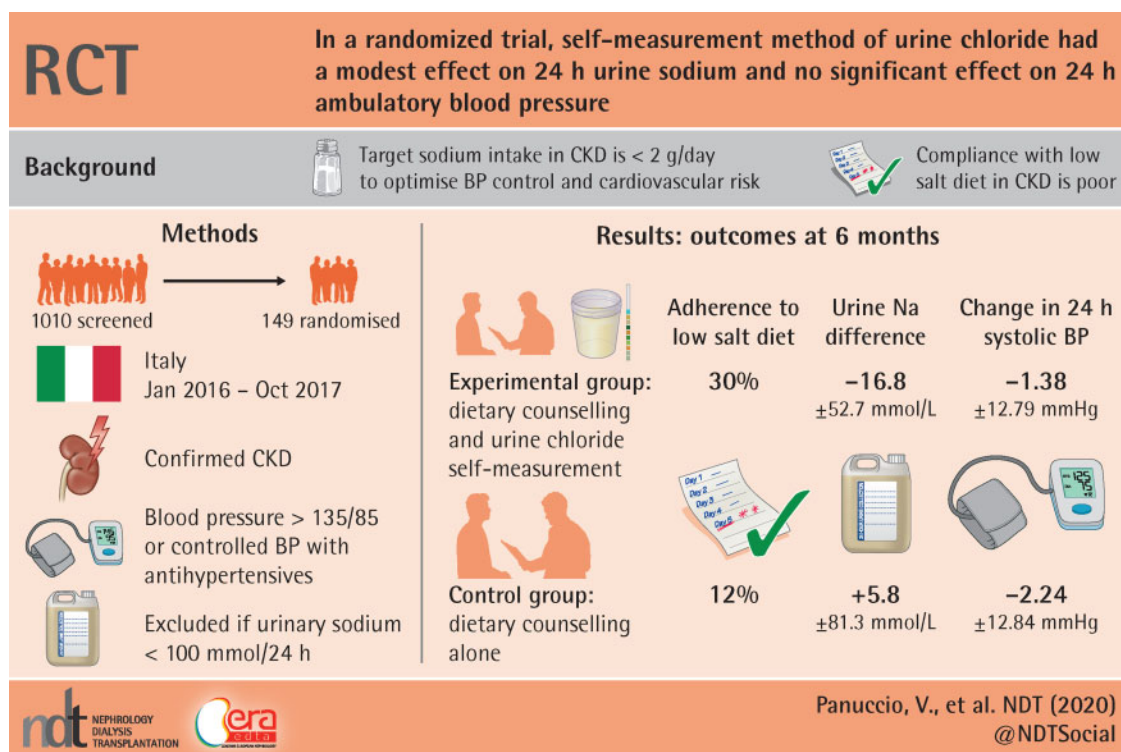 RCT
In a randomized trial, self-measurement method of urine chloride had
a modest effect on 24 h urine sodium and no significant effect on 24 h
ambulatory blood pressure
Background
Target sodium intake in CKD is < 2 g/day
to optimise BP control and cardiovascular risk
Compliance with low
salt diet in CKD is poor
Methods
1010 screened
149 randomised
Italy
Jan 2016 – Oct 2017
Confirmed CKD
Blood pressure > 135/85
or controlled BP with
antihypertensives
Excluded if urinary sodium
< 100 mmol/24 h
Results: outcomes at 6 months
Adherence to
low salt diet
Urine Na
difference
Change in 24 h
systolic BP
Experimental group:
dietary counselling
and urine chloride
self-measurement
30%
−16.8
±52.7 mmol/L
−1.38
±12.79 mmHg
Day 1
Day 2
Day 3
Day 4
Day 5 **
125
75
Control group:
dietary counselling
alone
12%
+5.8
±81.3 mmol/L
−2.24
±12.84 mmHg
ndt NEPHROLOGY
DIALYSIS
TRANSPLANTATION
era
edta
Panuccio, V., et al. NDT (2020)
@NDTSocial